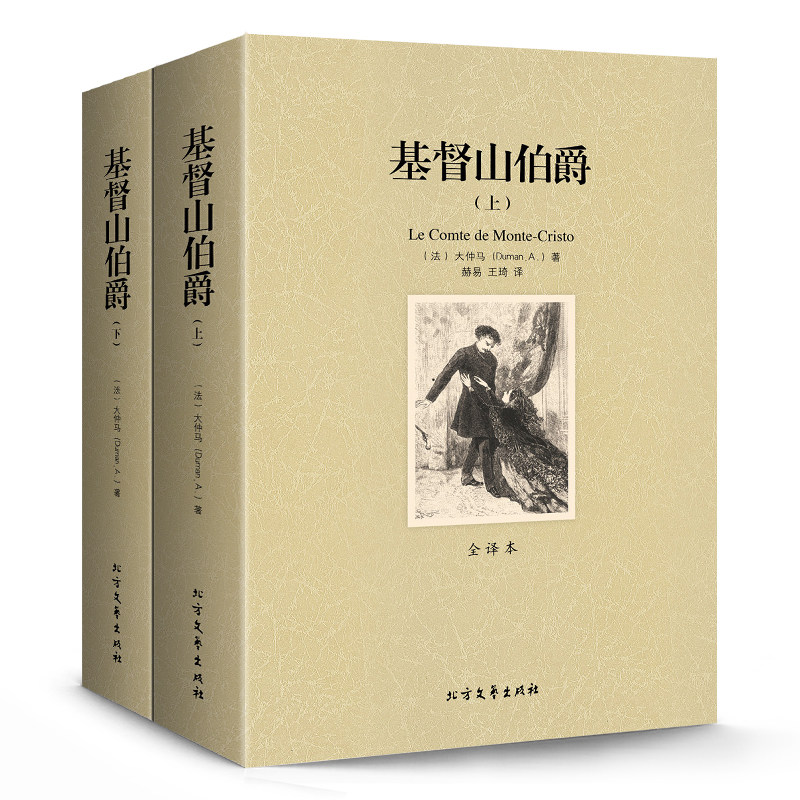 基督山伯爵
（下）
（法）大仲马（Duman A.）著
北方文艺出版社
基督山伯爵
（上）
（法）大仲马（Duman A.）著
北方文艺出版社
基督山伯爵
（上）
Le Comte de Monte-Cristo
（法）大仲马（Duman A.）著
赫易 王琦 译
全译本
北方文艺出版社